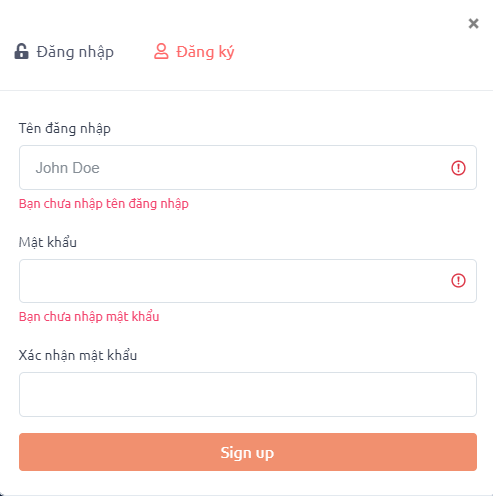 ×
Đăng nhập Đăng ký
Tên đăng nhập
John Doe
Bạn chưa nhập tên đăng nhập
Mật khẩu
Bạn chưa nhập mật khẩu
Xác nhận mật khẩu
Sign up